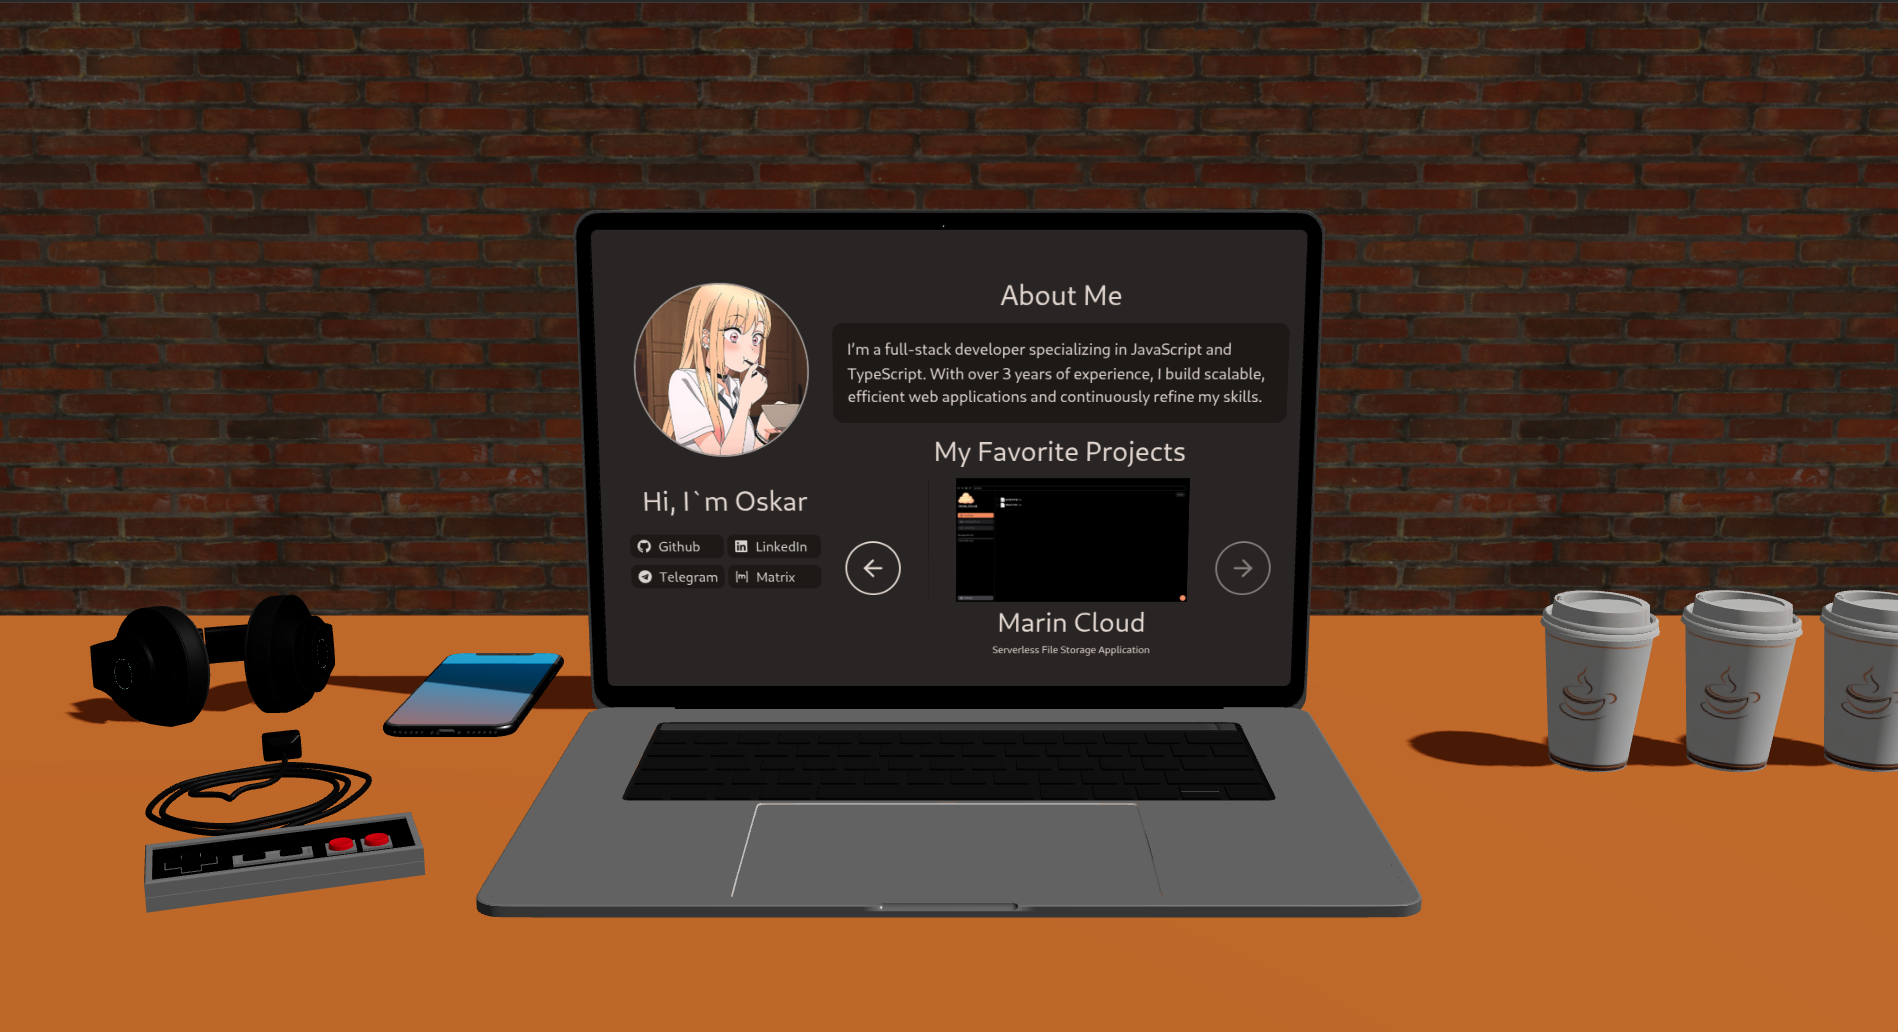 Hi, I`m Oskar
Github
LinkedIn
Telegram
Matrix
About Me
I'm a full-stack developer specializing in JavaScript and
TypeScript. With over 3 years of experience, I build scalable,
efficient web applications and continuously refine my skills.
My Favorite Projects
Marin Cloud
Serverless File Storage Application